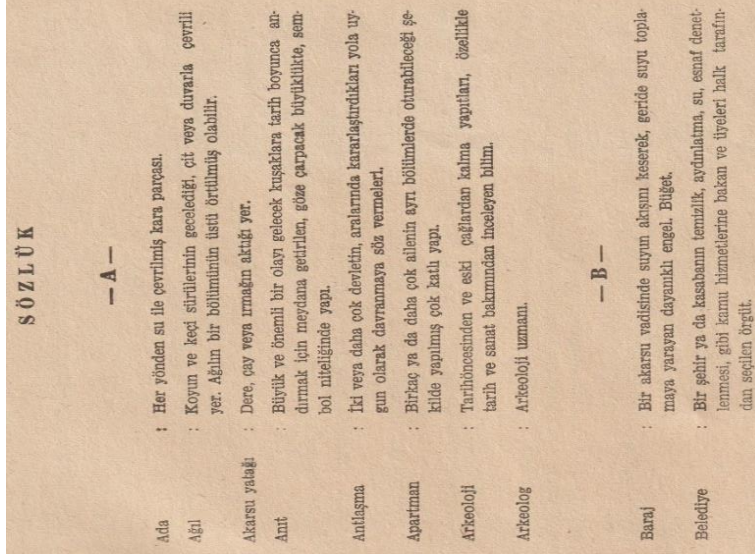 SÖZLÜK
— A —
Ada : Her yönden su ile çevrilmiş kara parçası.
Ağıl : Koyun ve keçi sürülerinin gecelediği, çit veya duvarla çevrili
yer. Ağılın bir bölümünün üstü örtülmüş olabilir.
Akarsu yatağı : Dere, çay veya ırmağın aktığı yer.
Anıt : Büyük ve önemli bir olayı gelecek kuşaklara tarih boyunca an-
dırmak için meydana getirilen, göze çarpacak büyüklükte, sem-
bol niteliğinde yapı.
Antlaşma : İki veya daha çok devletin, aralarında kararlaştırdıkları yola uy-
gun olarak davranmaya söz vermeleri.
Apartman : Birkaç ya da daha çok ailenin ayrı bölümlerde oturabileceği şe-
kilde yapılmış çok katlı yapı.
Arkeoloji : Tarihöncesinden ve eski çağlardan kalma yapıtları, özellikle
tarih ve sanat bakımından inceleyen bilim.
Arkeolog : Arkeoloji uzmanı.
— B —
Baraj : Bir akarsu vadisinde suyun akışını keserek, geride suyu topla-
maya yarayan dayanıklı engel. Büğet.
Belediye : Bir şehir ya da kasabanın temizlik, aydınlatma, su, esnaf denet-
lenmesi, gibi kamu hizmetlerine bakan ve üyeleri halk tarafın-
dan seçilen örgüt.